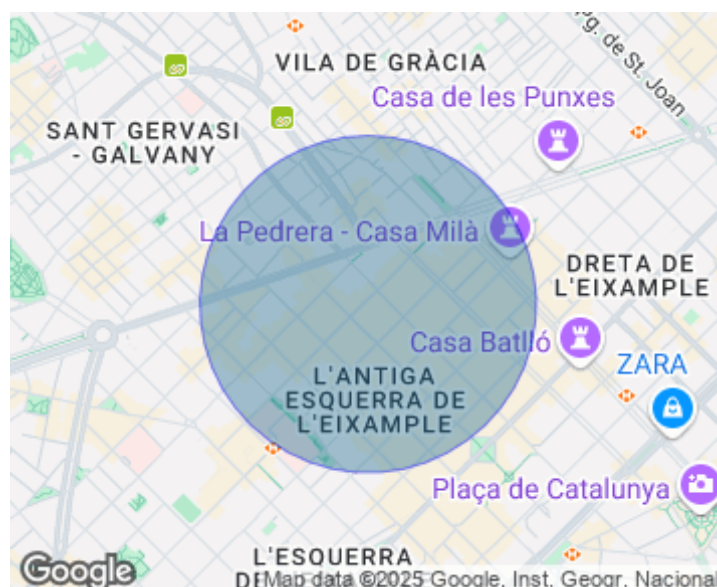 Pg. de St. Joan
VILA DE GRÀCIA
Casa de les Punxes
SANT GERVASI
- GALVANY
La Pedrera - Casa Milà
DRETA DE
L'EIXAMPLE
Casa Batlló
ZARA
L'ANTIGA
ESQUERRA DE
L'EIXAMPLE
Plaça de Catalunya
L'ESQUERRA
Google
Map data ©2025 Google, Inst. Geogr. Nacional